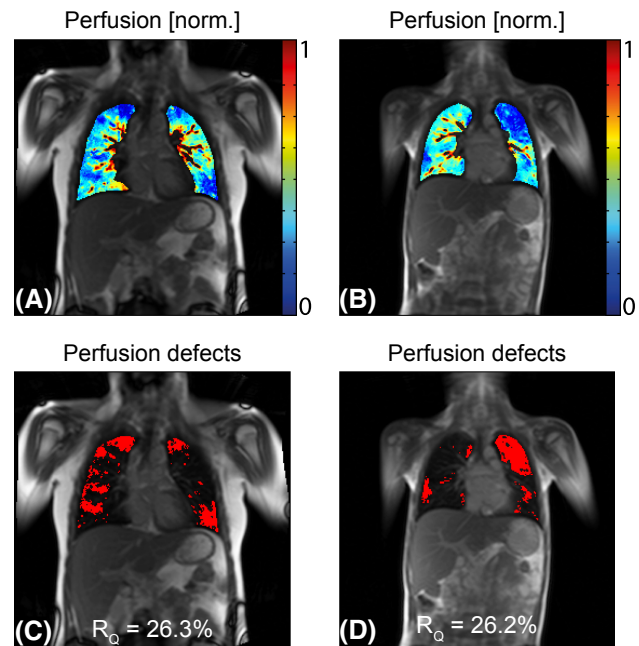 Perfusion [norm.]
Perfusion [norm.]
1
1
(A)
0
(B)
0
Perfusion defects
Perfusion defects
(C)
R_Q = 26.3%
(D)
R_Q = 26.2%